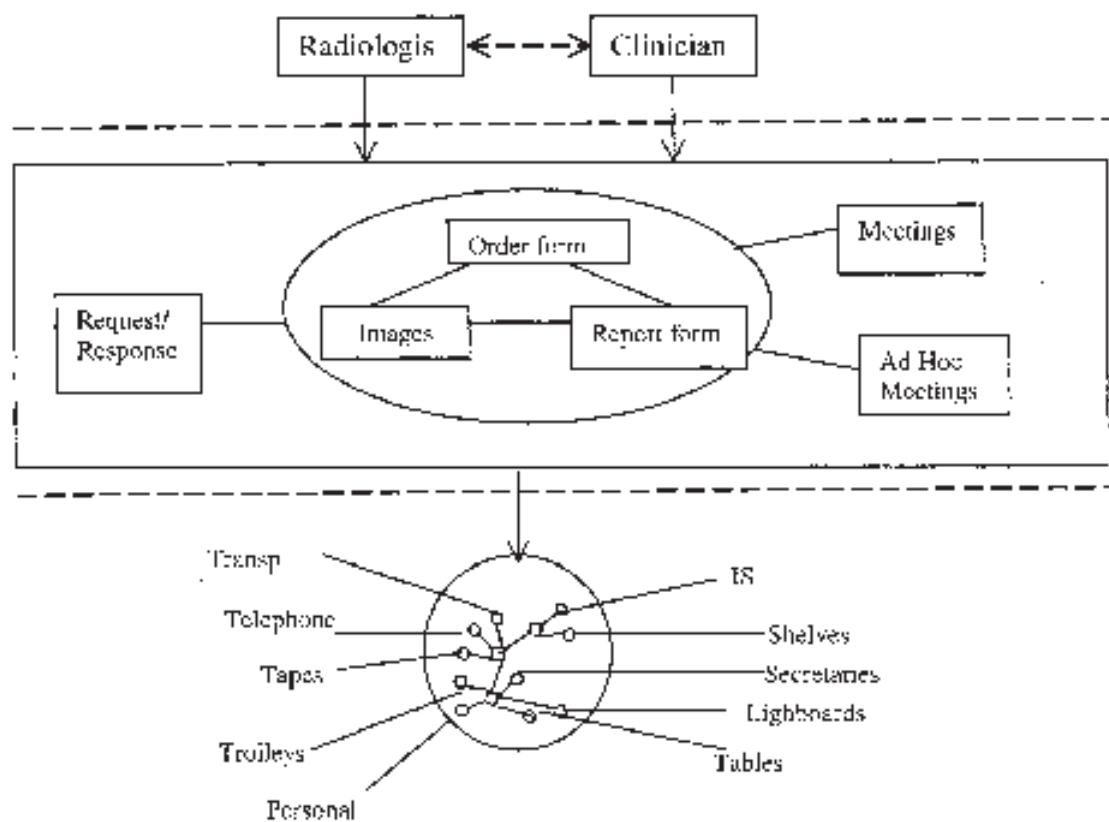 Radiologis
Clinician
Order form
Meetings
Request/
Response
Images
Report form
Ad Hoc
Meetings
Transp
IS
Telephone
Shelves
Tapes
Secretaries
Lighboards
Trolleys
Tables
Personal